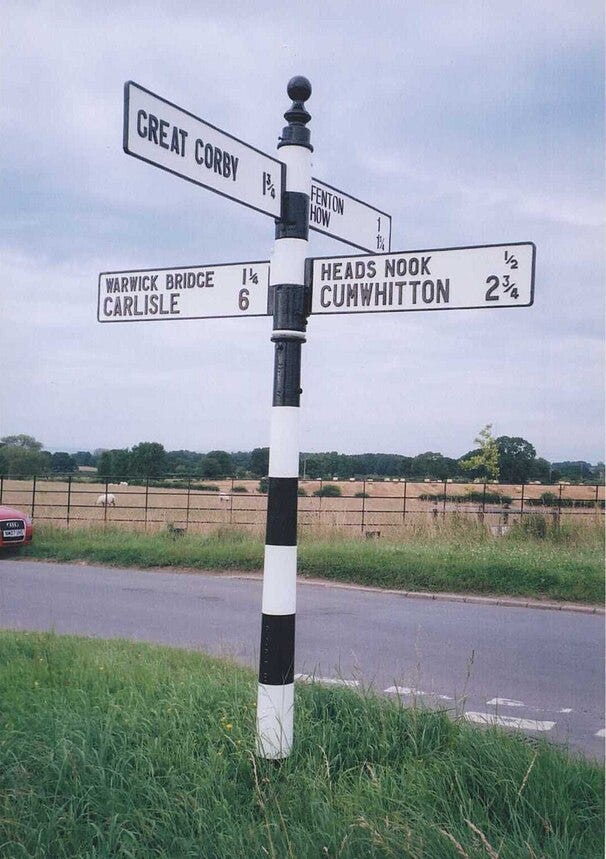 GREAT CORBY 1¾
FENTON 1
HOW 1¼
WARWICK BRIDGE 1¼
CARLISLE 6
HEADS NOOK ½
CUMWHITTON 2¾